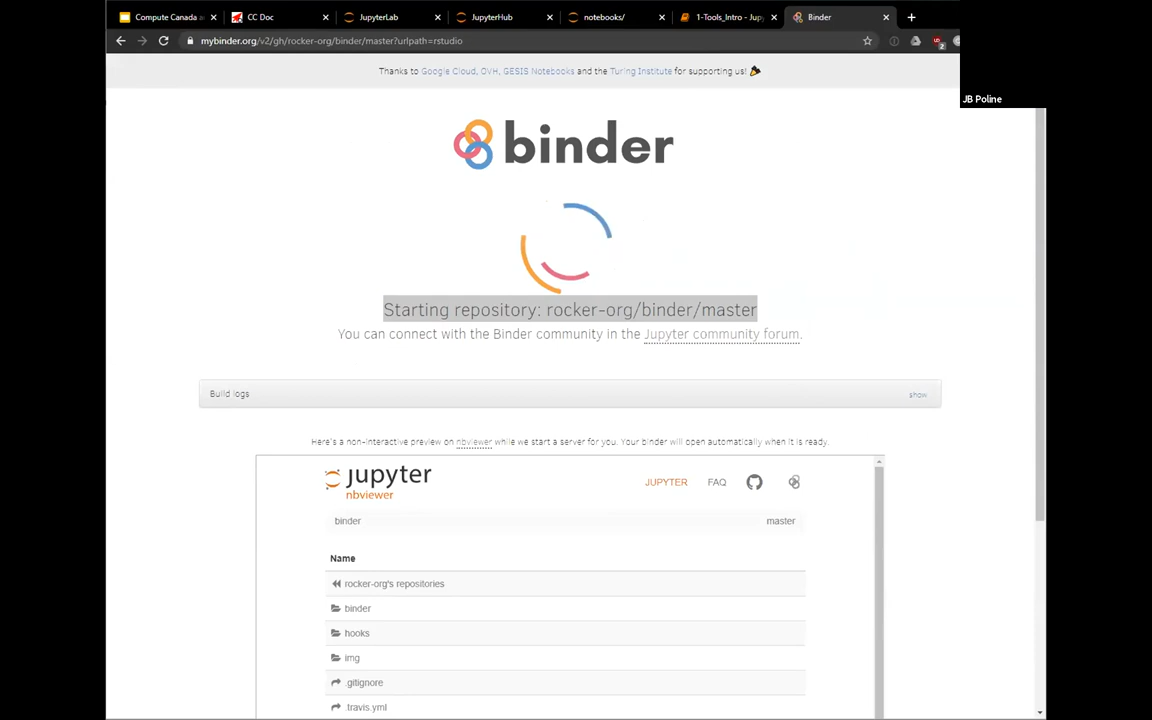 Compute Canada a
CC Doc
JupyterLab
JupyterHub
notebooks/
1-Tools_Intro - Jup
Binder
mybinder.org/v2/gh/rocker-org/binder/master?urlpath=rstudio
2
Thanks to Google Cloud, OVH, GESIS Notebooks and the Turing Institute for supporting us!
JB Poline
binder
Starting repository: rocker-org/binder/master
You can connect with the Binder community in the Jupyter community forum.
Build logs
show
Here's a non-interactive preview on nbviewer while we start a server for you. Your binder will open automatically when it is ready.
jupyter
nbviewer
JUPYTER
FAQ
binder
master
Name
rocker-org's repositories
binder
hooks
img
.gitignore
.travis.yml